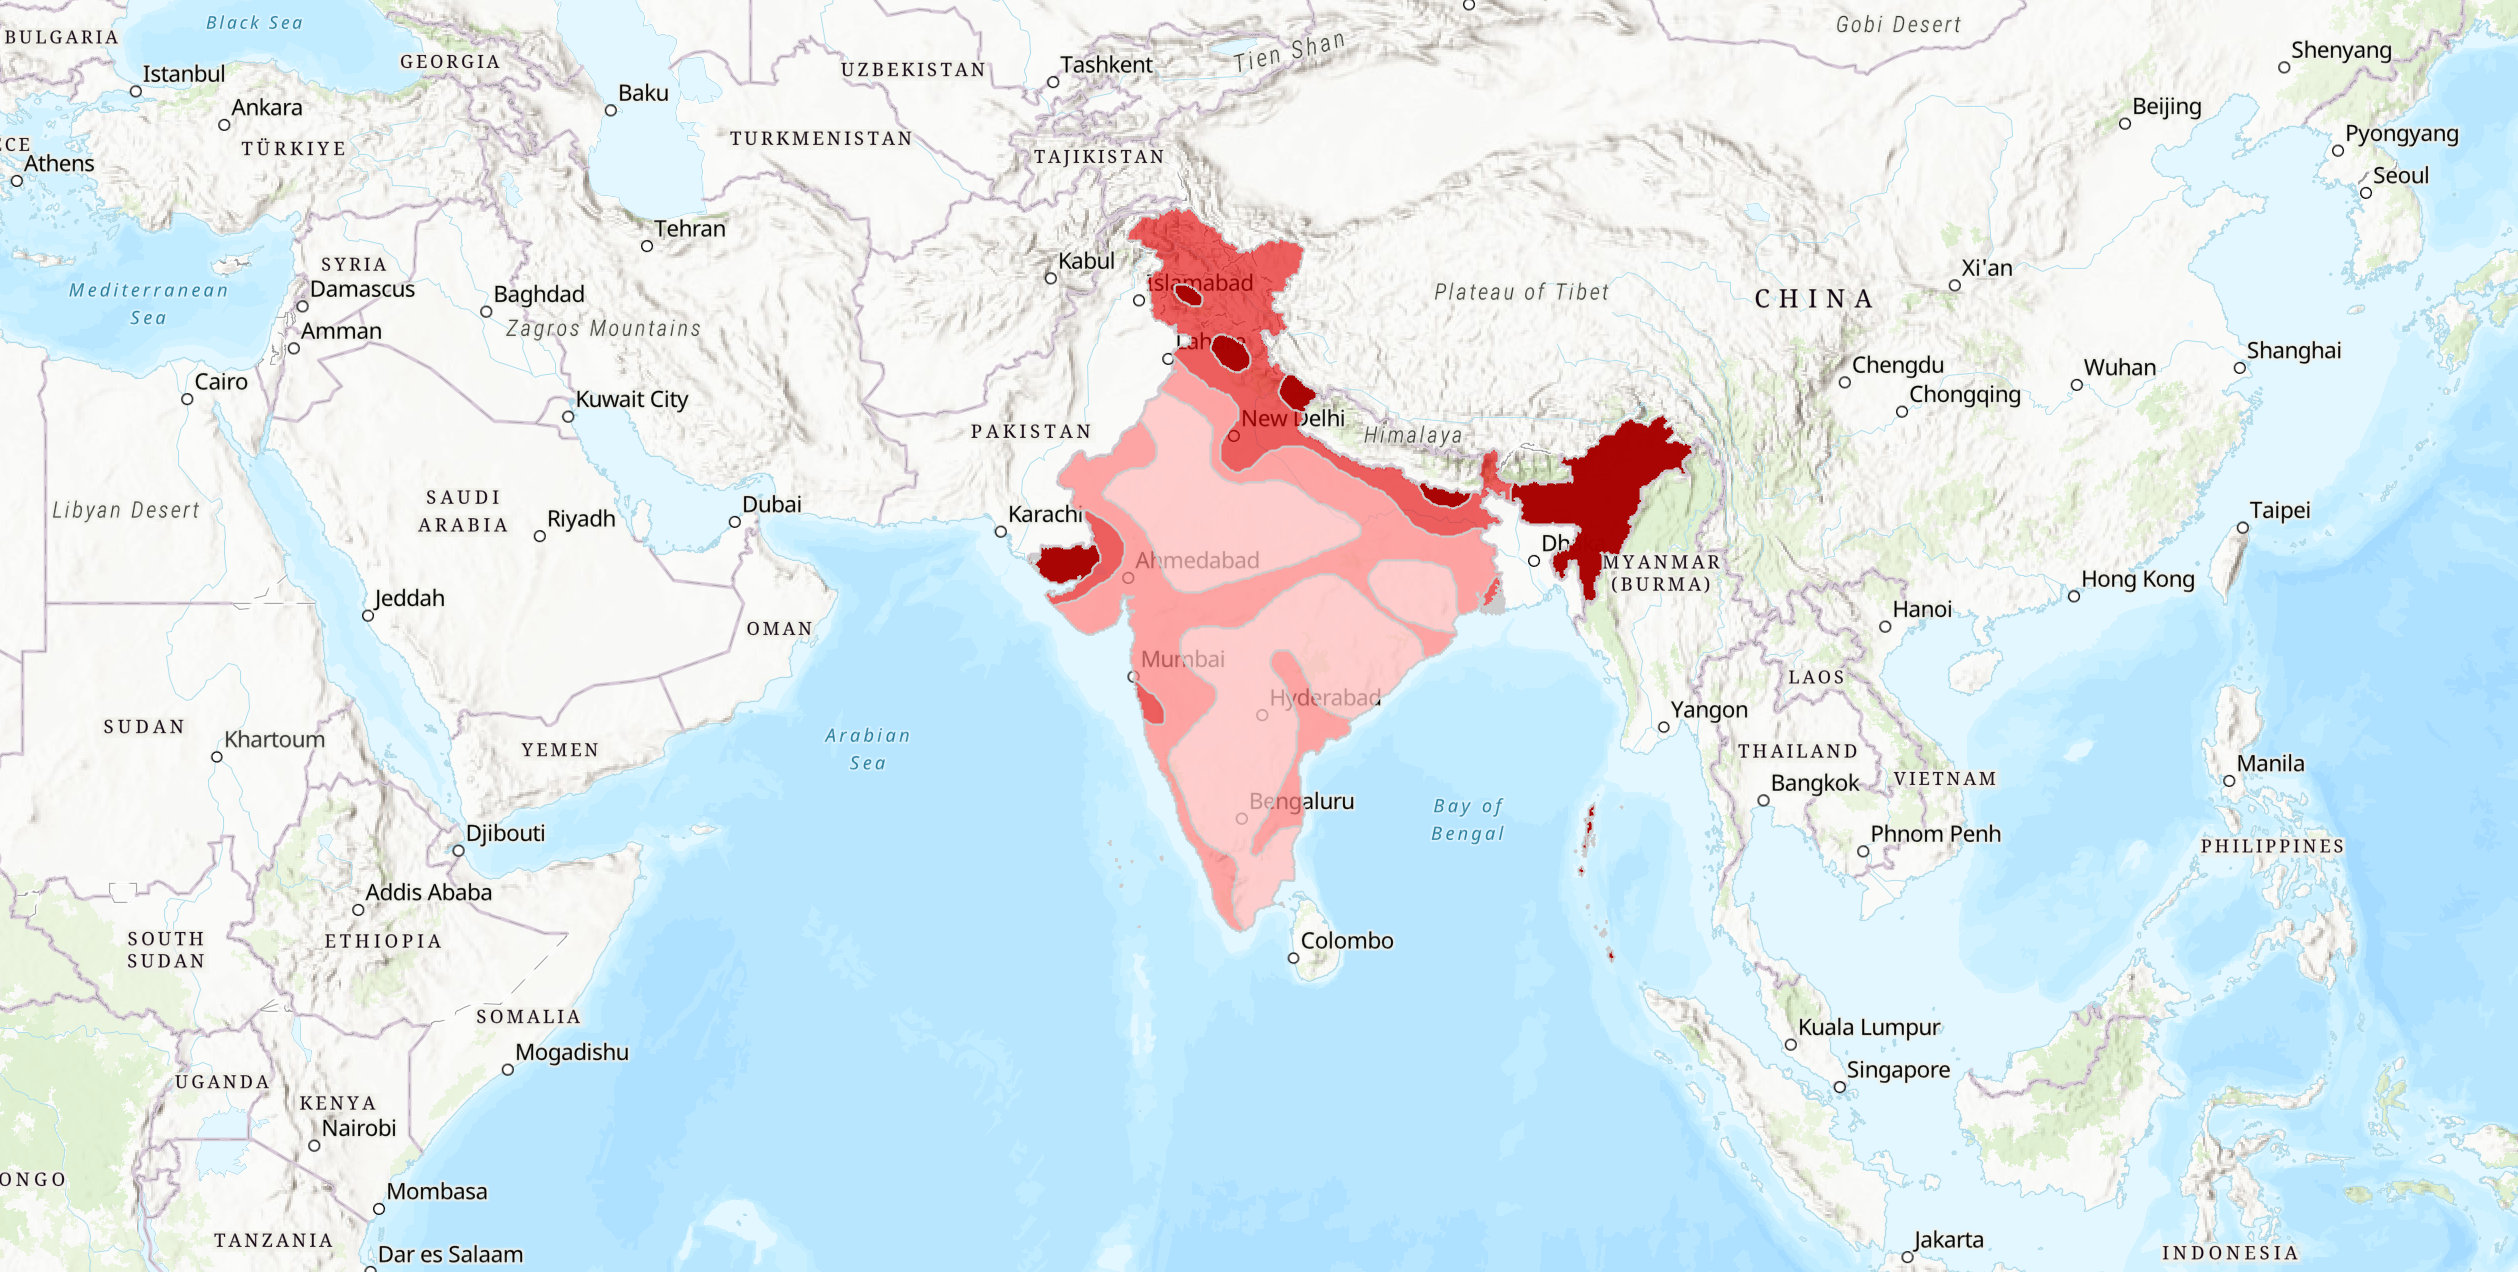 Black Sea
BULGARIA
GEORGIA
Istanbul
Ankara
TÜRKIYE
Athens
Baku
UZBEKISTAN
Tashkent
Tien Shan
Gobi Desert
Shenyang
Beijing
Pyongyang
Seoul
TURKMENISTAN
TAJIKISTAN
Tehran
Kabul
Islamabad
SYRIA
Damascus
Mediterranean
Sea
Baghdad
Amman
Zagros Mountains
Plateau of Tibet
CHINA
Xi'an
Cairo
Kuwait City
Lahore
New Delhi
Himalaya
Chengdu
Chongqing
Wuhan
Shanghai
PAKISTAN
Libyan Desert
SAUDI
ARABIA
Riyadh
Dubai
Karachi
Ahmedabad
MYANMAR
(BURMA)
Taipei
Hong Kong
Hanoi
Jeddah
OMAN
Mumbai
Hyderabad
LAOS
Yangon
THAILAND
Bangkok
VIETNAM
Manila
SUDAN
Khartoum
YEMEN
Arabian
Sea
Bengaluru
Bay of
Bengal
Djibouti
Phnom Penh
PHILIPPINES
Addis Ababa
ETHIOPIA
SOUTH
SUDAN
Colombo
SOMALIA
Mogadishu
Kuala Lumpur
Singapore
UGANDA
KENYA
Nairobi
ONGO
Mombasa
TANZANIA
Dar es Salaam
Jakarta
INDONESIA